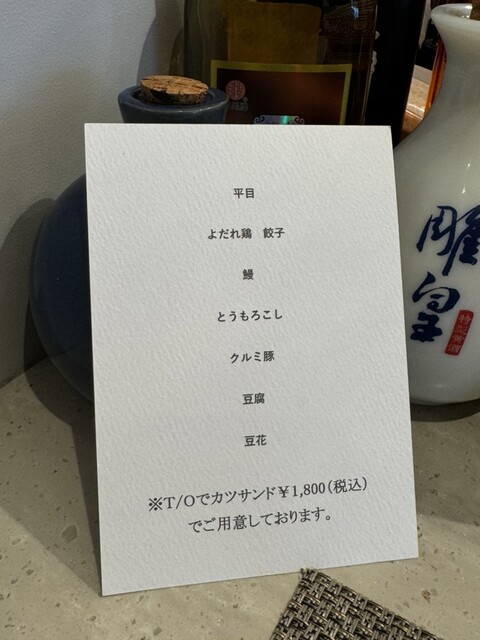 平目
よだれ鶏　餃子
鰻
とうもろこし
クルミ豚
豆腐
豆花
※T/Oでカツサンド￥1,800(税込)
でご用意しております。
雕皇